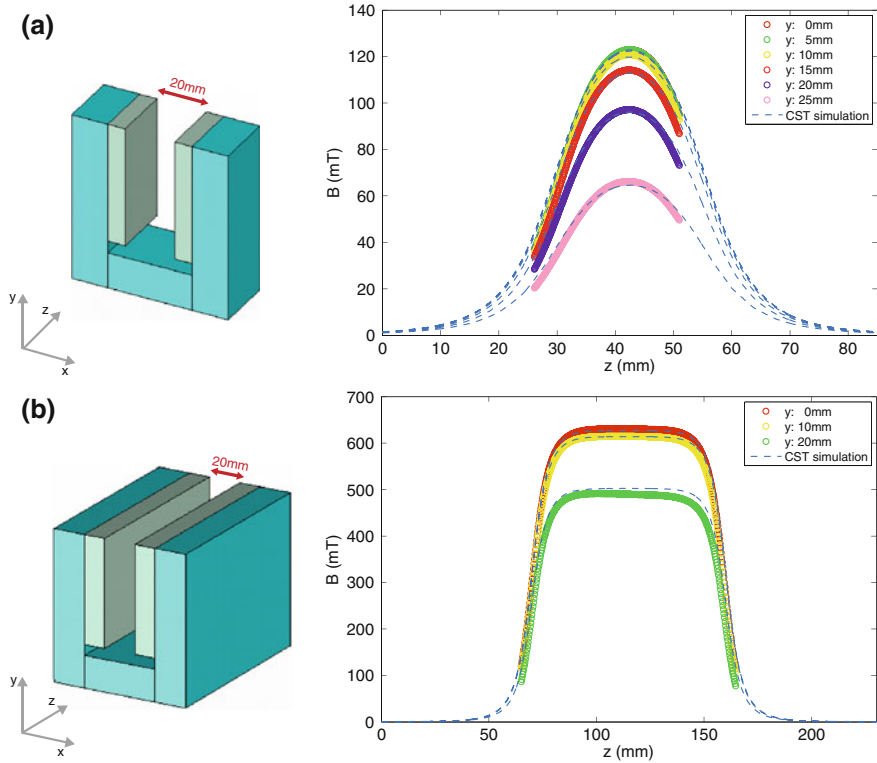 (a)
20mm
y
z
x
B (mT)
140
120
100
80
60
40
20
0
0 10 20 30 40 50 60 70 80
z (mm)
y: 0mm
y: 5mm
y: 10mm
y: 15mm
y: 20mm
y: 25mm
CST simulation
(b)
20mm
y
z
x
B (mT)
700
600
500
400
300
200
100
0
0 50 100 150 200
z (mm)
y: 0mm
y: 10mm
y: 20mm
CST simulation